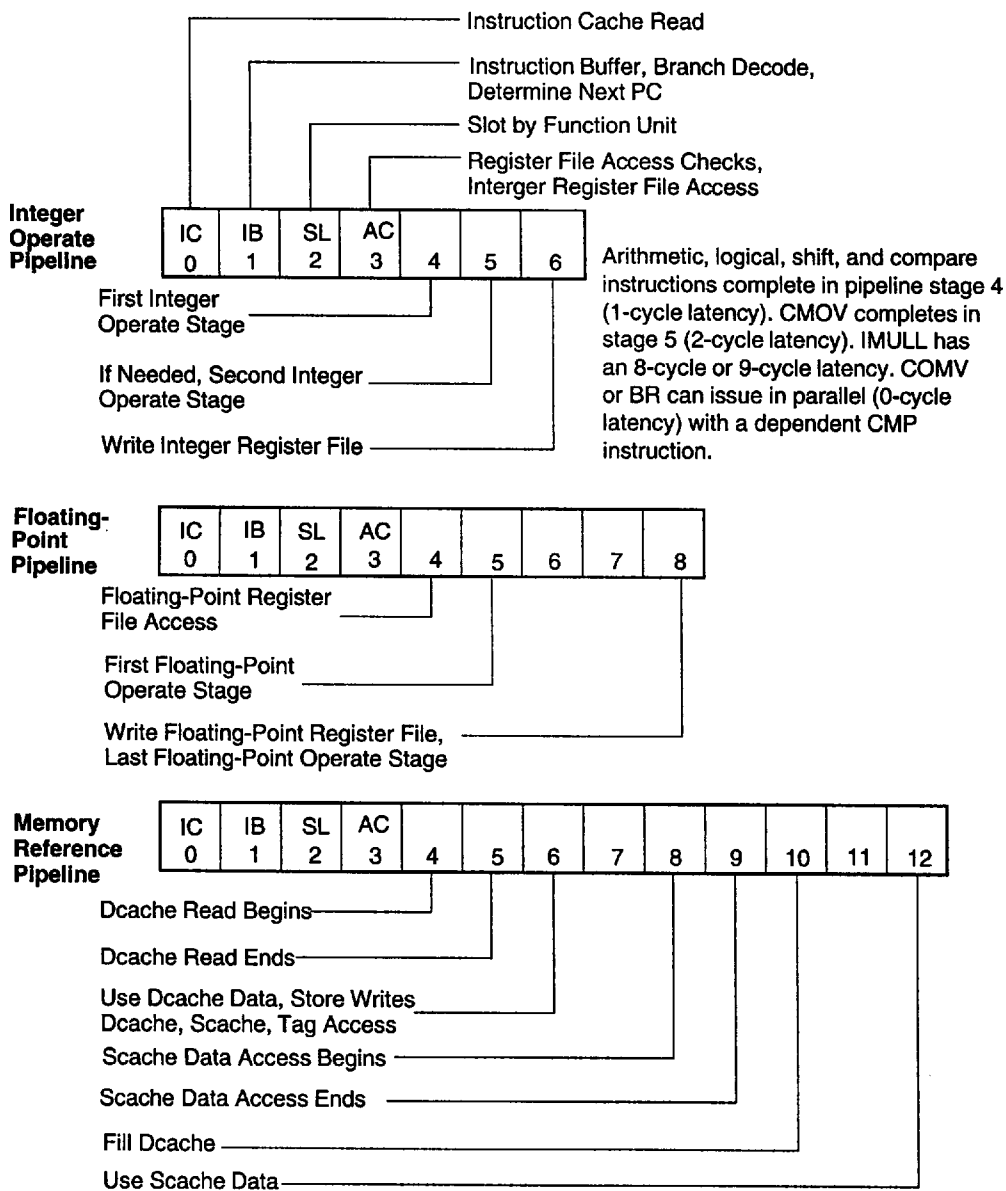 Instruction Cache Read
Instruction Buffer, Branch Decode,
Determine Next PC
Slot by Function Unit
Register File Access Checks,
Interger Register File Access
Integer
Operate
Pipeline
IC IB SL AC
0 1 2 3 4 5 6
Arithmetic, logical, shift, and compare
instructions complete in pipeline stage 4
(1-cycle latency). CMOV completes in
stage 5 (2-cycle latency). IMULL has
an 8-cycle or 9-cycle latency. COMV
or BR can issue in parallel (0-cycle
latency) with a dependent CMP
instruction.
First Integer
Operate Stage
If Needed, Second Integer
Operate Stage
Write Integer Register File
Floating-
Point
Pipeline
IC IB SL AC
0 1 2 3 4 5 6 7 8
Floating-Point Register
File Access
First Floating-Point
Operate Stage
Write Floating-Point Register File,
Last Floating-Point Operate Stage
Memory
Reference
Pipeline
IC IB SL AC
0 1 2 3 4 5 6 7 8 9 10 11 12
Dcache Read Begins
Dcache Read Ends
Use Dcache Data, Store Writes
Dcache, Scache, Tag Access
Scache Data Access Begins
Scache Data Access Ends
Fill Dcache
Use Scache Data